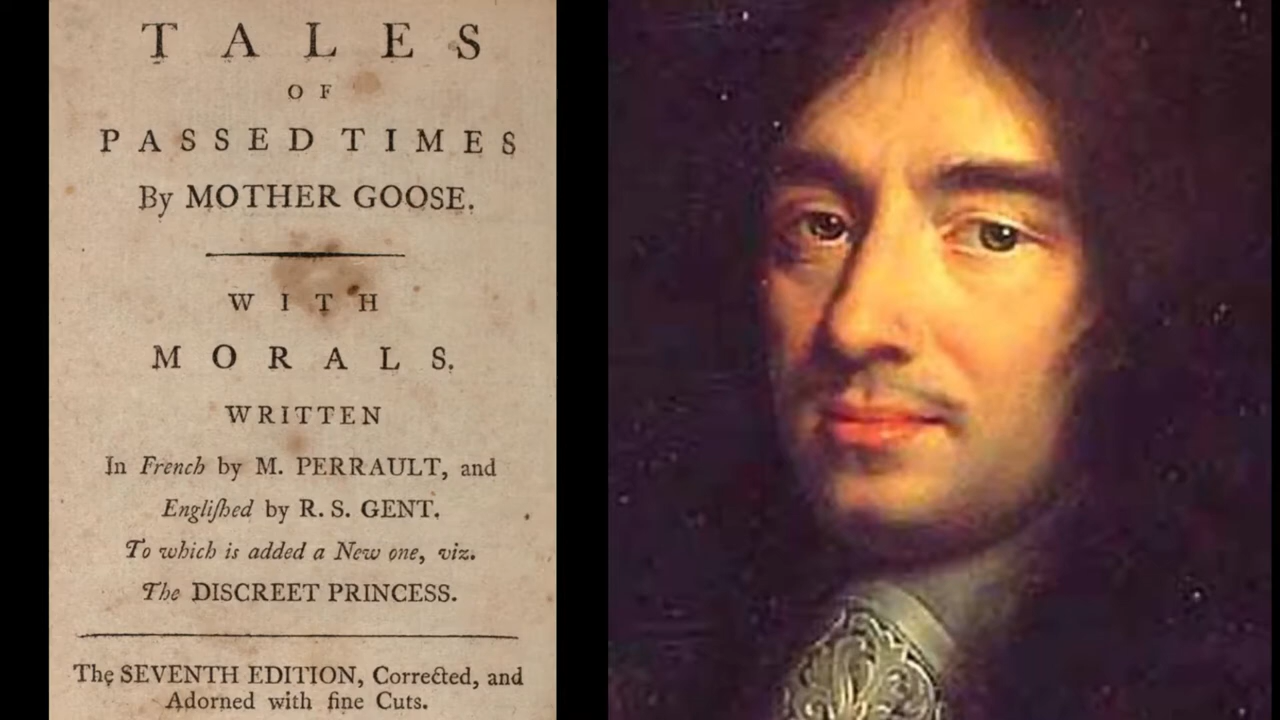 TALES
OF
PASSED TIMES
By MOTHER GOOSE.
WITH
MORALS.
WRITTEN
In French by M. PERRAULT, and
Engliſhed by R. S. GENT.
To which is added a New one, viz.
The DISCREET PRINCESS.
The SEVENTH EDITION, Corrected, and
Adorned with fine Cuts.